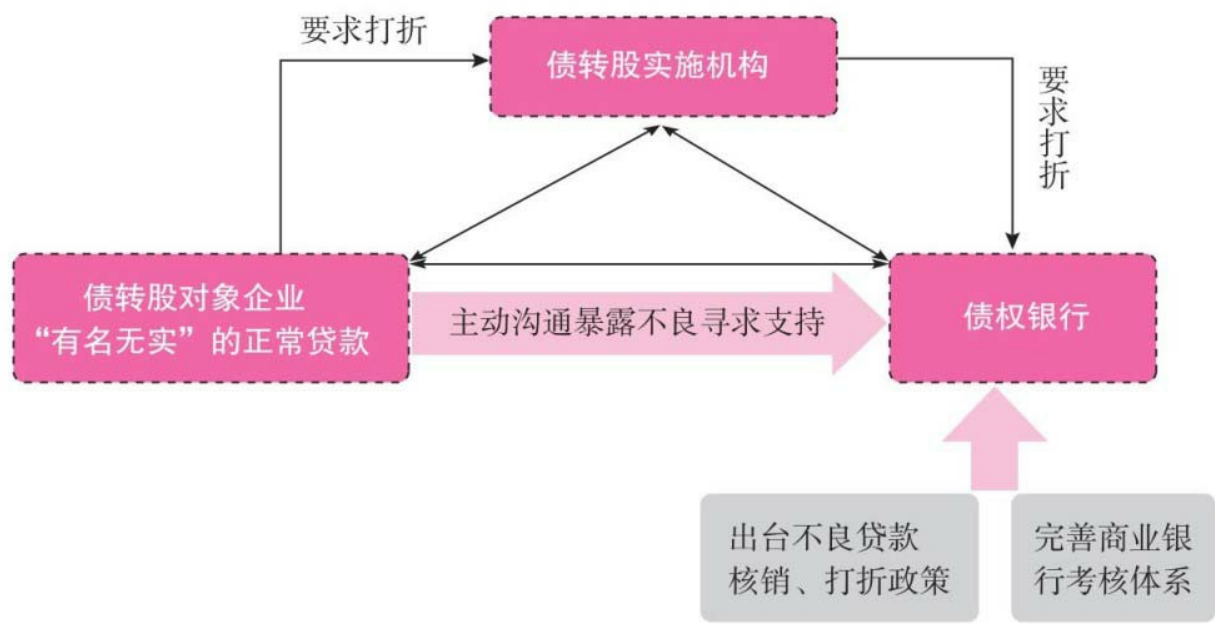 要求打折
债转股实施机构
要求打折
债转股对象企业
“有名无实”的正常贷款
主动沟通暴露不良寻求支持
债权银行
出台不良贷款
核销、打折政策
完善商业银
行考核体系